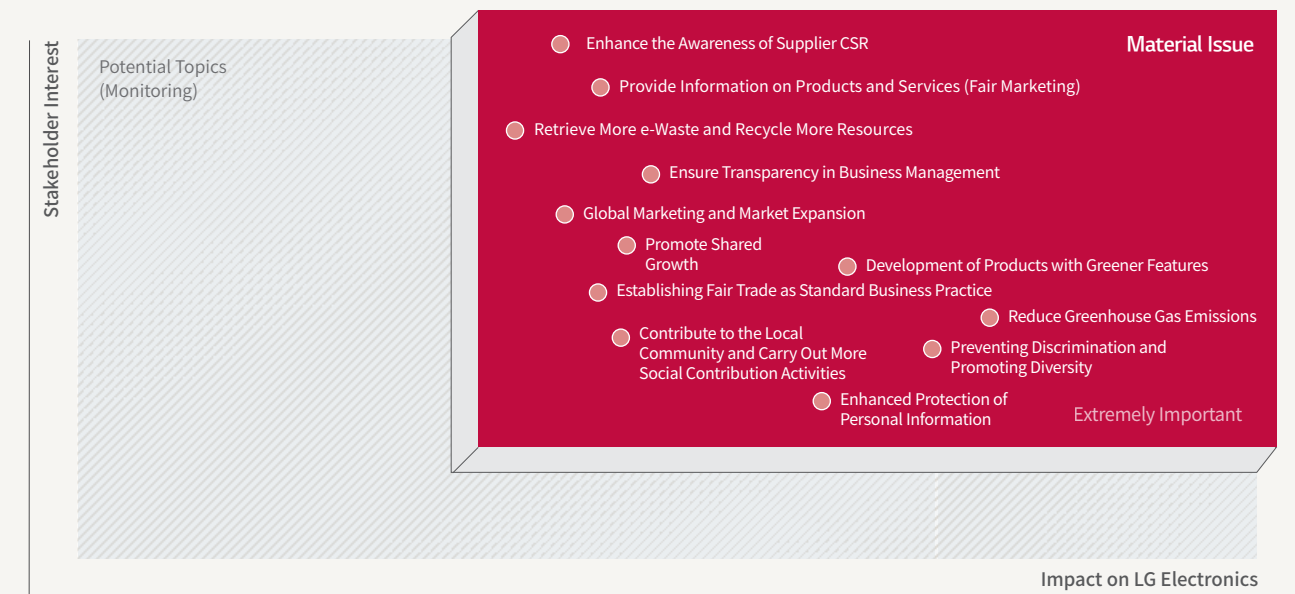 Stakeholder Interest
Potential Topics
(Monitoring)
Material Issue
Enhance the Awareness of Supplier CSR
Provide Information on Products and Services (Fair Marketing)
Retrieve More e-Waste and Recycle More Resources
Ensure Transparency in Business Management
Global Marketing and Market Expansion
Promote Shared
Growth
Development of Products with Greener Features
Establishing Fair Trade as Standard Business Practice
Reduce Greenhouse Gas Emissions
Contribute to the Local
Community and Carry Out More
Social Contribution Activities
Preventing Discrimination and
Promoting Diversity
Enhanced Protection of
Personal Information
Extremely Important
Impact on LG Electronics